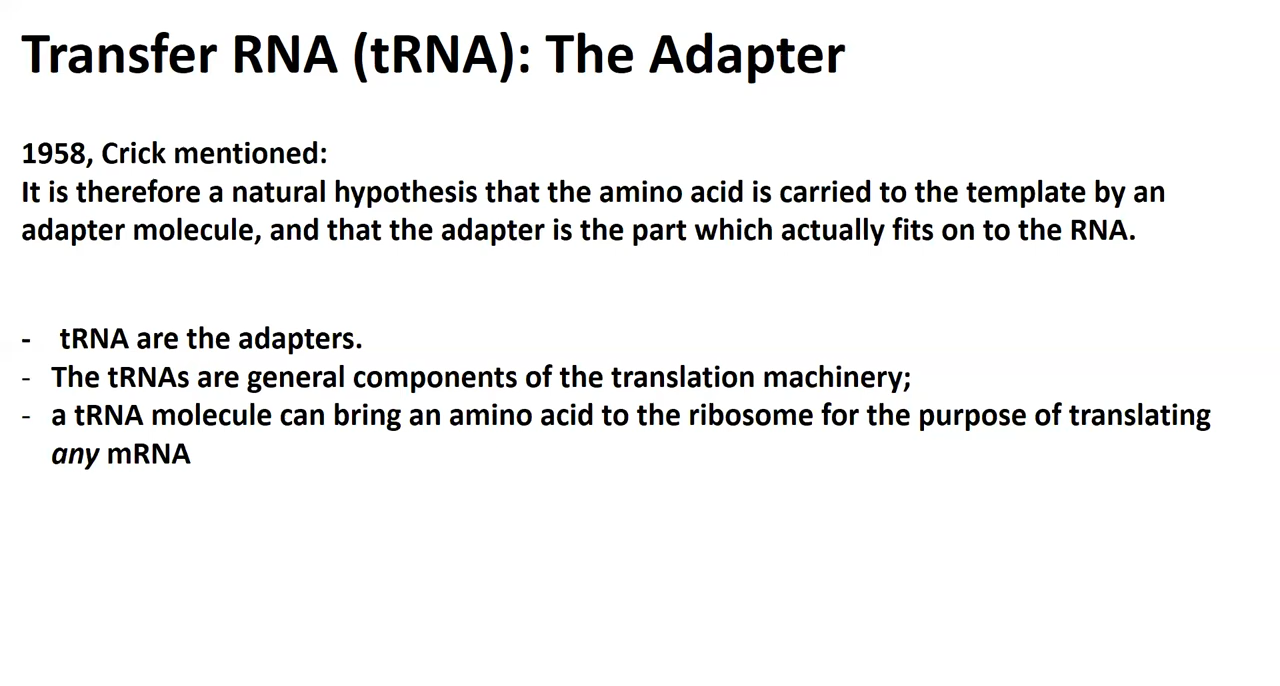 Transfer RNA (tRNA): The Adapter
1958, Crick mentioned:
It is therefore a natural hypothesis that the amino acid is carried to the template by an
adapter molecule, and that the adapter is the part which actually fits on to the RNA.
- tRNA are the adapters.
- The tRNAs are general components of the translation machinery;
- a tRNA molecule can bring an amino acid to the ribosome for the purpose of translating
any mRNA